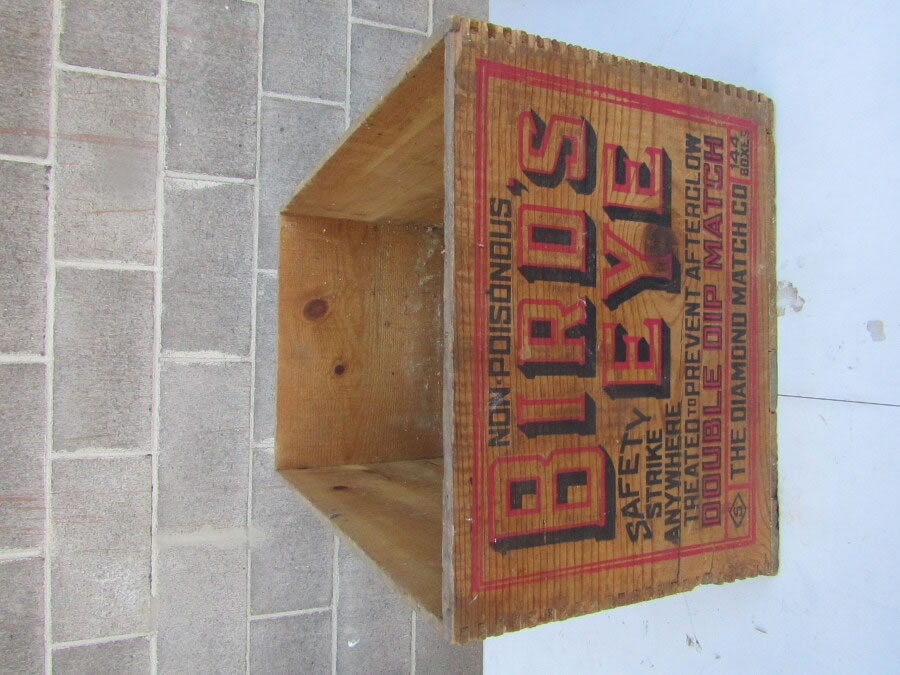 NON-POISONOUS,
BIRD'S
EYE
SAFETY
STRIKE
ANYWHERE
TREATED TO PREVENT AFTERGLOW
DOUBLE DIP MATCH
THE DIAMOND MATCH CO
144
BOXES